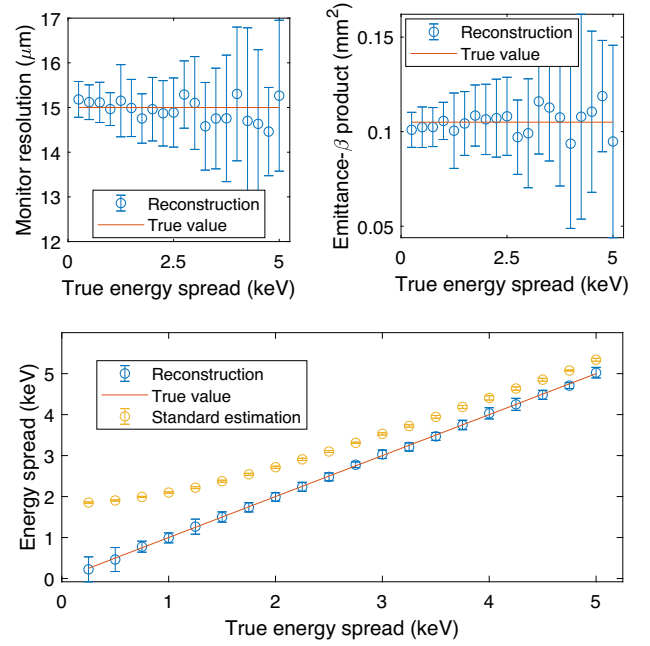 Monitor resolution (μm)
17
16
15
14
13
12
Reconstruction
True value
0
2.5
5
True energy spread (keV)
Emittance-β product (mm²)
0.15
0.1
0.05
Reconstruction
True value
0
2.5
5
True energy spread (keV)
Energy spread (keV)
5
4
3
2
1
0
Reconstruction
True value
Standard estimation
0
1
2
3
4
5
True energy spread (keV)